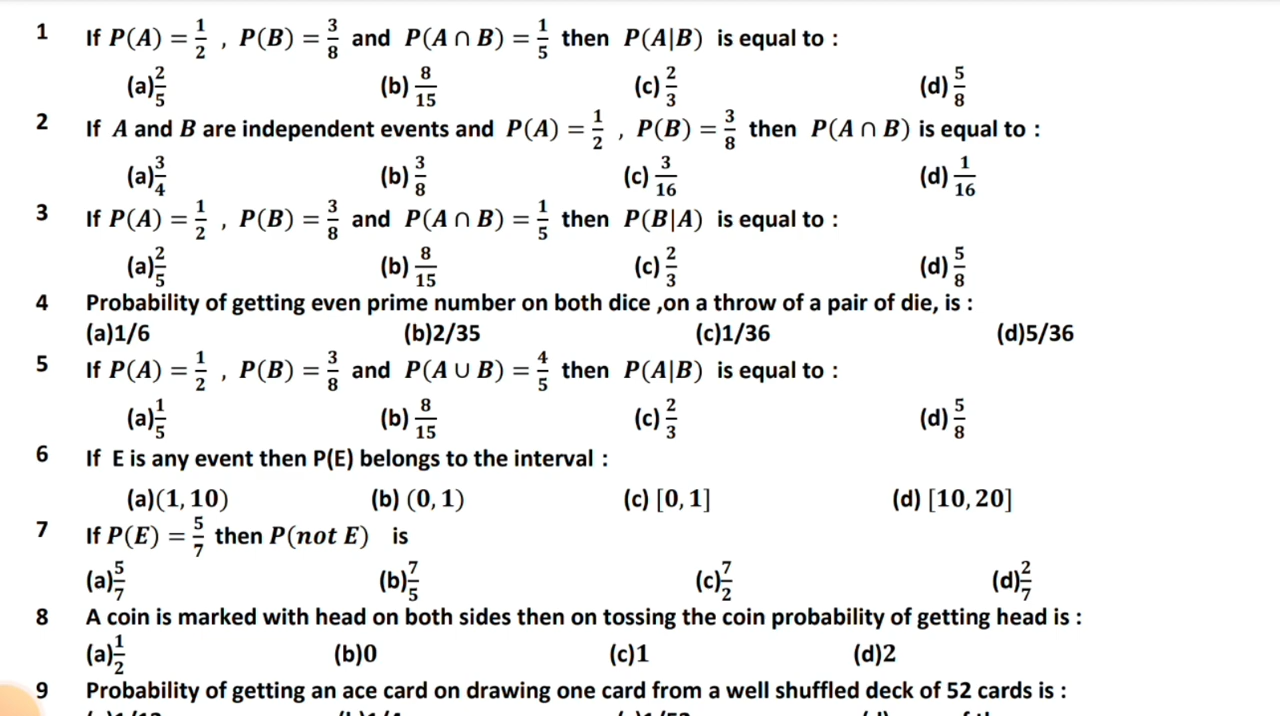 1 If P(A) = 1/2 , P(B) = 3/8 and P(A ∩ B) = 1/5 then P(A|B) is equal to :
(a)2/5 (b) 8/15 (c) 2/3 (d) 5/8
2 If A and B are independent events and P(A) = 1/2 , P(B) = 3/8 then P(A ∩ B) is equal to :
(a)3/4 (b) 3/8 (c) 3/16 (d) 1/16
3 If P(A) = 1/2 , P(B) = 3/8 and P(A ∩ B) = 1/5 then P(B|A) is equal to :
(a)2/5 (b) 8/15 (c) 2/3 (d) 5/8
4 Probability of getting even prime number on both dice ,on a throw of a pair of die, is :
(a)1/6 (b)2/35 (c)1/36 (d)5/36
5 If P(A) = 1/2 , P(B) = 3/8 and P(A ∪ B) = 4/5 then P(A|B) is equal to :
(a)1/5 (b) 8/15 (c) 2/3 (d) 5/8
6 If E is any event then P(E) belongs to the interval :
(a)(1, 10) (b) (0, 1) (c) [0, 1] (d) [10, 20]
7 If P(E) = 5/7 then P(not E) is
(a)5/7 (b)7/5 (c)7/2 (d)2/7
8 A coin is marked with head on both sides then on tossing the coin probability of getting head is :
(a)1/2 (b)0 (c)1 (d)2
9 Probability of getting an ace card on drawing one card from a well shuffled deck of 52 cards is :